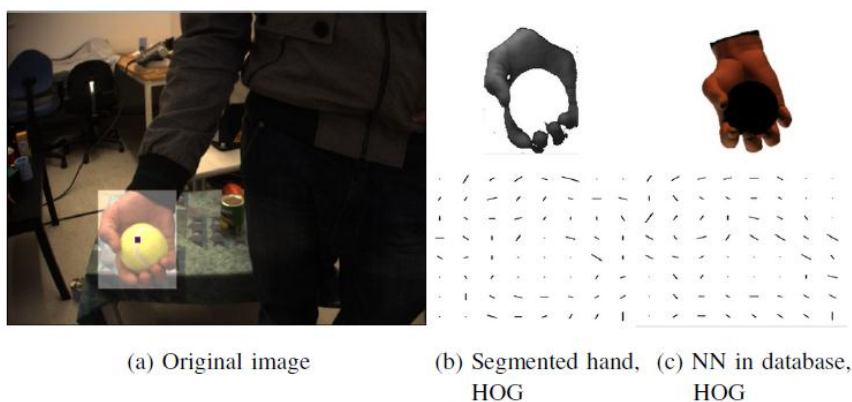 (a) Original image
(b) Segmented hand,
HOG
(c) NN in database,
HOG